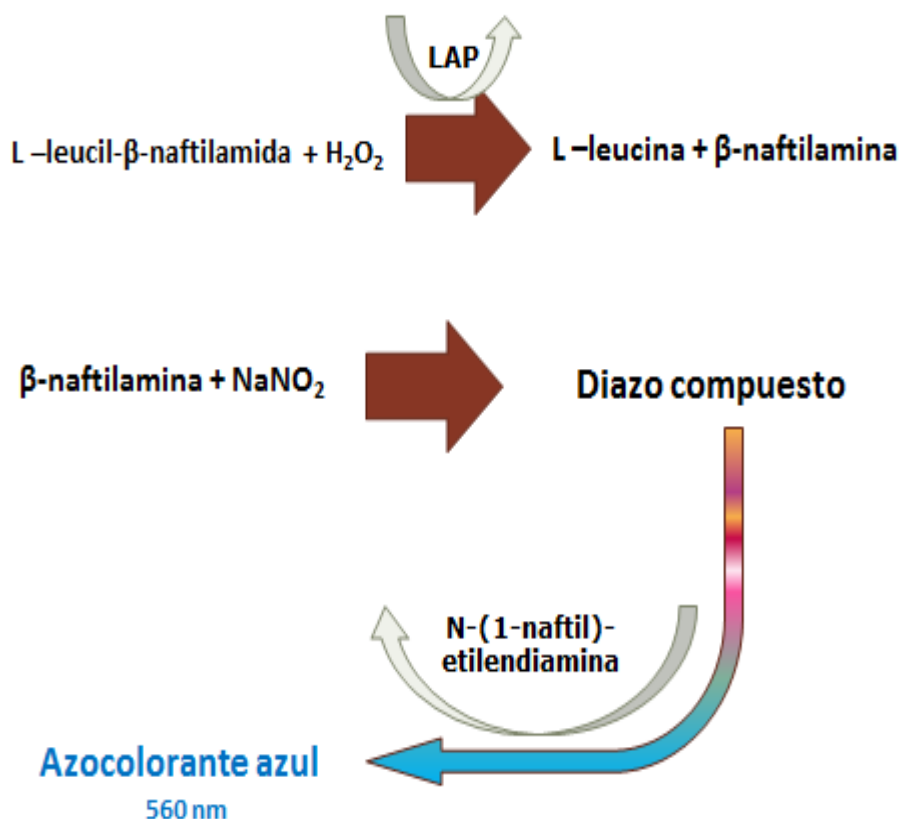 LAP
L –leucil-β-naftilamida + H₂O₂
L –leucina + β-naftilamina
β-naftilamina + NaNO₂
Diazo compuesto
N-(1-naftil)-
etilendiamina
Azocolorante azul
560 nm